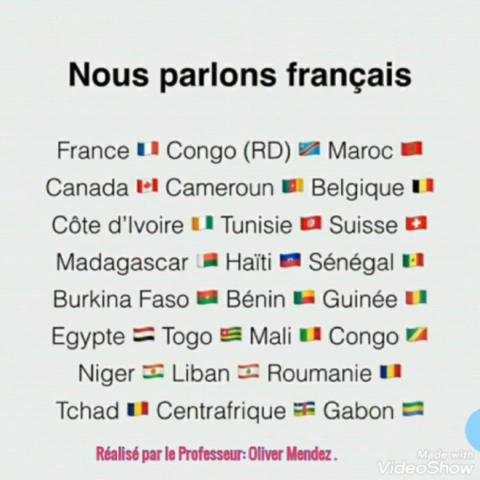 Nous parlons français
France 🇫🇷 Congo (RD) 🇨🇩 Maroc 🇲🇦
Canada 🇨🇦 Cameroun 🇨🇲 Belgique 🇧🇪
Côte d'Ivoire 🇨🇮 Tunisie 🇹🇳 Suisse 🇨🇭
Madagascar 🇲🇬 Haïti 🇭🇹 Sénégal 🇸🇳
Burkina Faso 🇧🇫 Bénin 🇧🇯 Guinée 🇬🇳
Egypte 🇪🇬 Togo 🇹🇬 Mali 🇲🇱 Congo 🇨🇬
Niger 🇳🇪 Liban 🇱🇧 Roumanie 🇷🇴
Tchad 🇹🇩 Centrafrique 🇨🇫 Gabon 🇬🇦
Réalisé par le Professeur: Oliver Mendez .
Made with
VideoShow